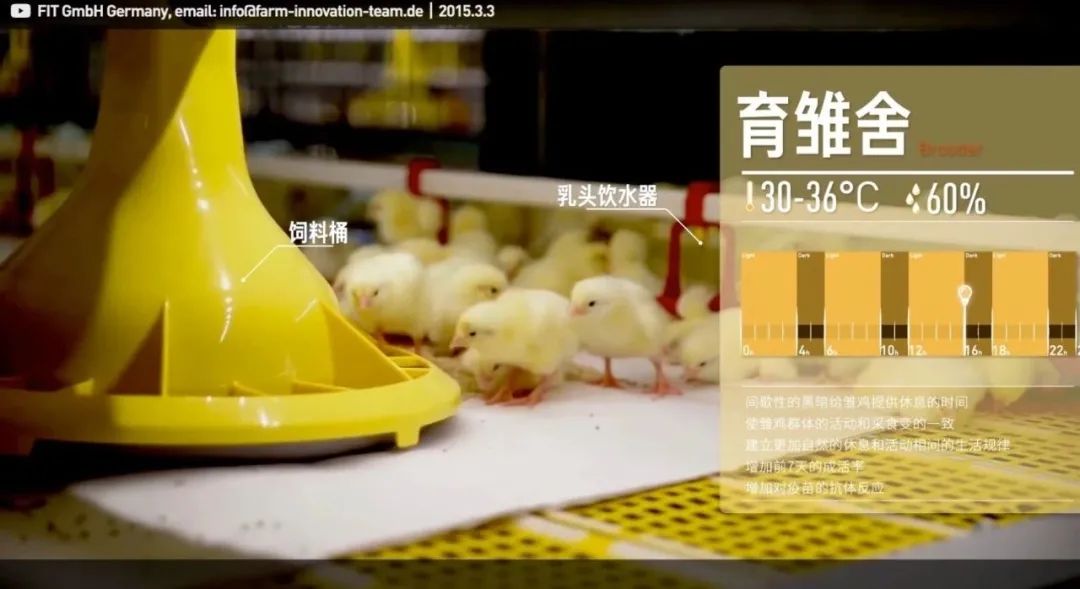 FIT GmbH Germany, email: info@farm-innovation-team.de | 2015.3.3
育雏舍 Brooder
30-36°C 60%
乳头饮水器
饲料桶
Light Dark Light Dark Light Dark Light Dark
0h 4h 6h 10h 12h 16h 18h 22h
间歇性的黑暗给雏鸡提供休息的时间
使雏鸡群体的活动和采食变的一致
建立更加自然的休息和活动相间的生活规律
增加前7天的成活率
增加对疫苗的抗体反应